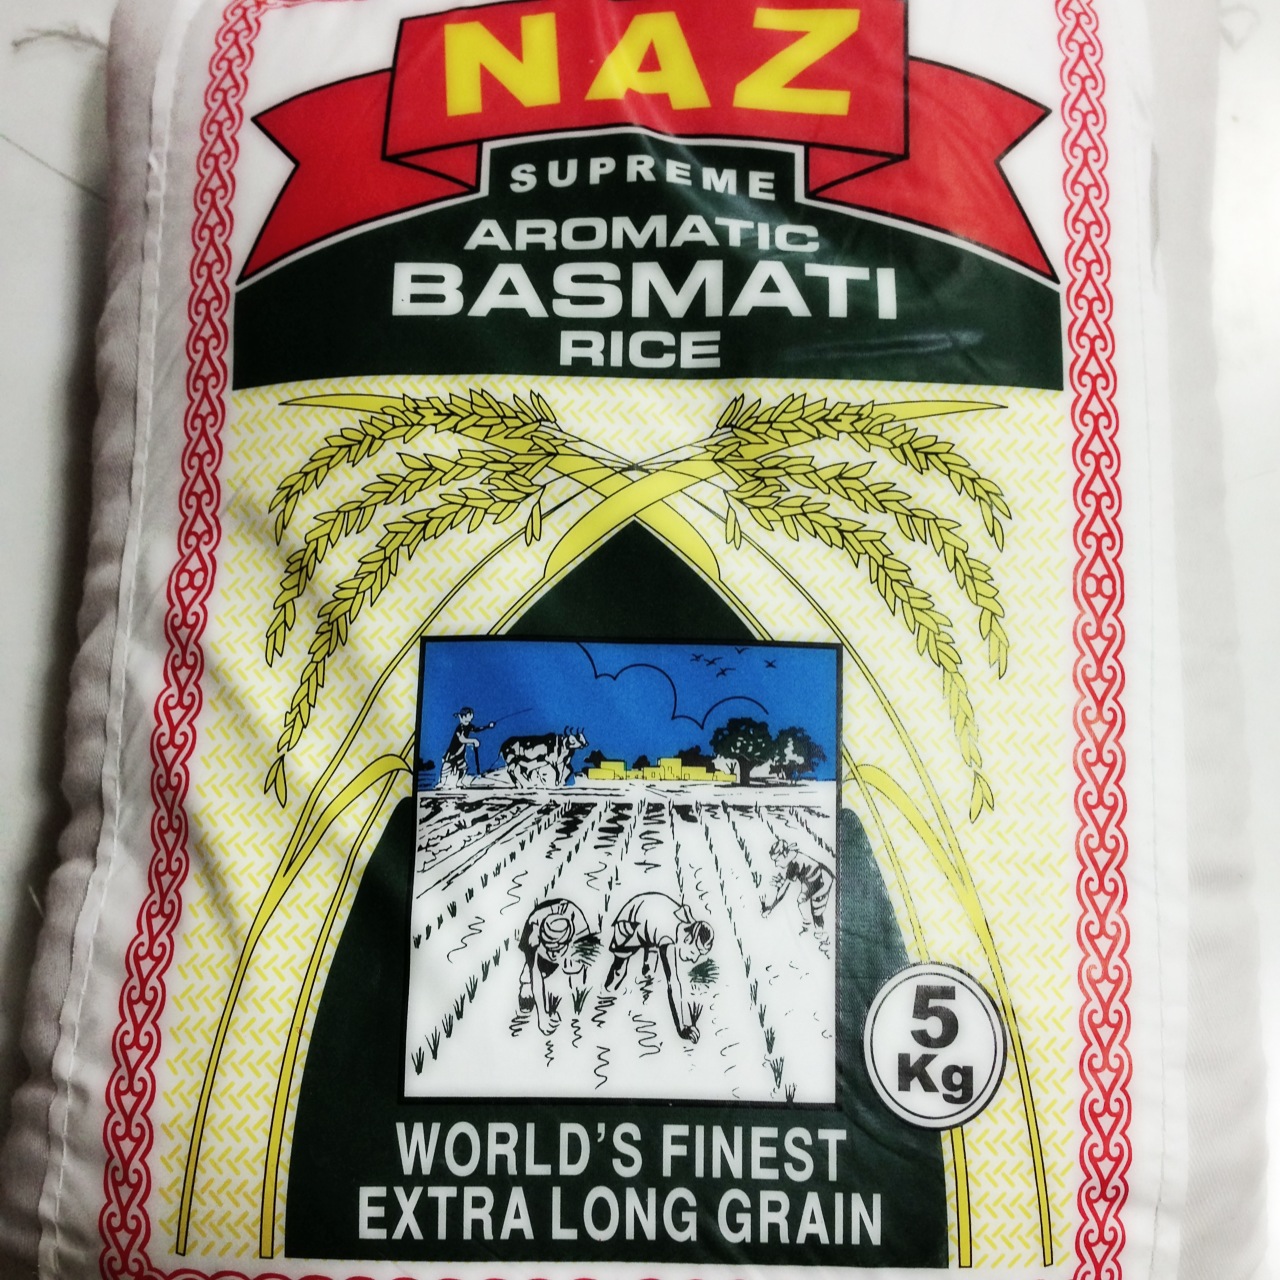 NAZ
SUPREME
AROMATIC
BASMATI
RICE
5
Kg
WORLD'S FINEST
EXTRA LONG GRAIN